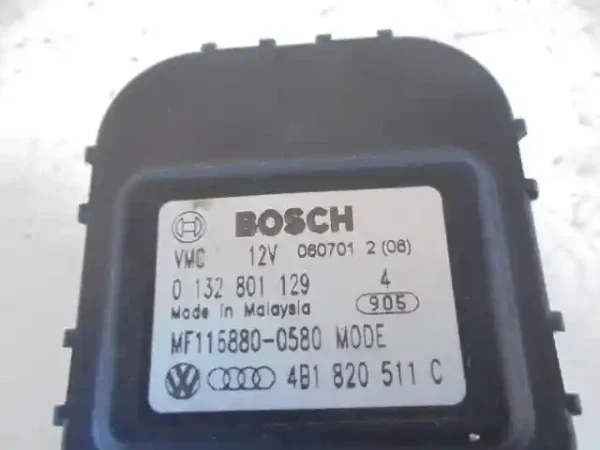 BOSCH
VMC 12V 060701 2 (06)
0 132 801 129 4
Made in Malaysia 905
MF116880-0580 MODE
4B1 820 511 C